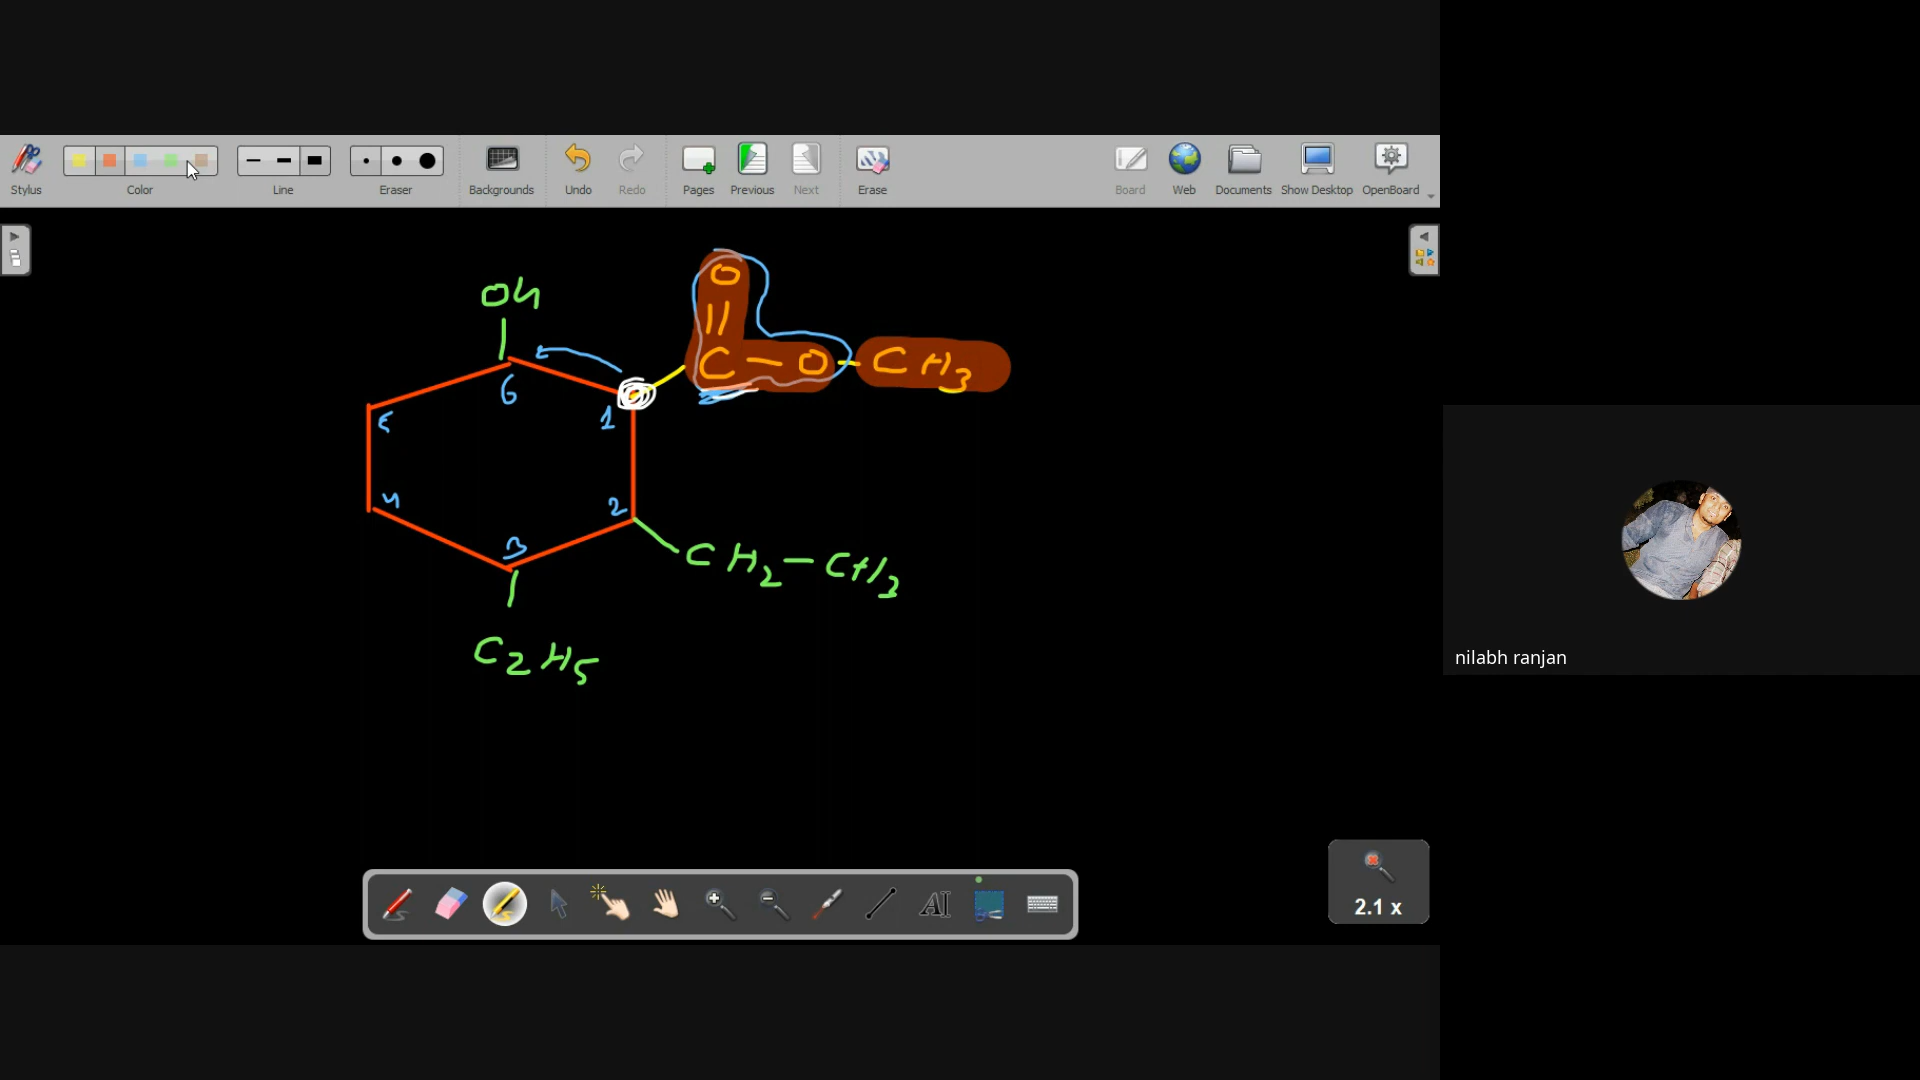 Stylus Color Line Eraser Backgrounds Undo Redo Pages Previous Next Erase Board Web Documents Show Desktop OpenBoard
O
OH
C - O - CH3
6
1
5
4
2
3
CH2 - CH3
C2H5
nilabh ranjan
AI
2.1 x